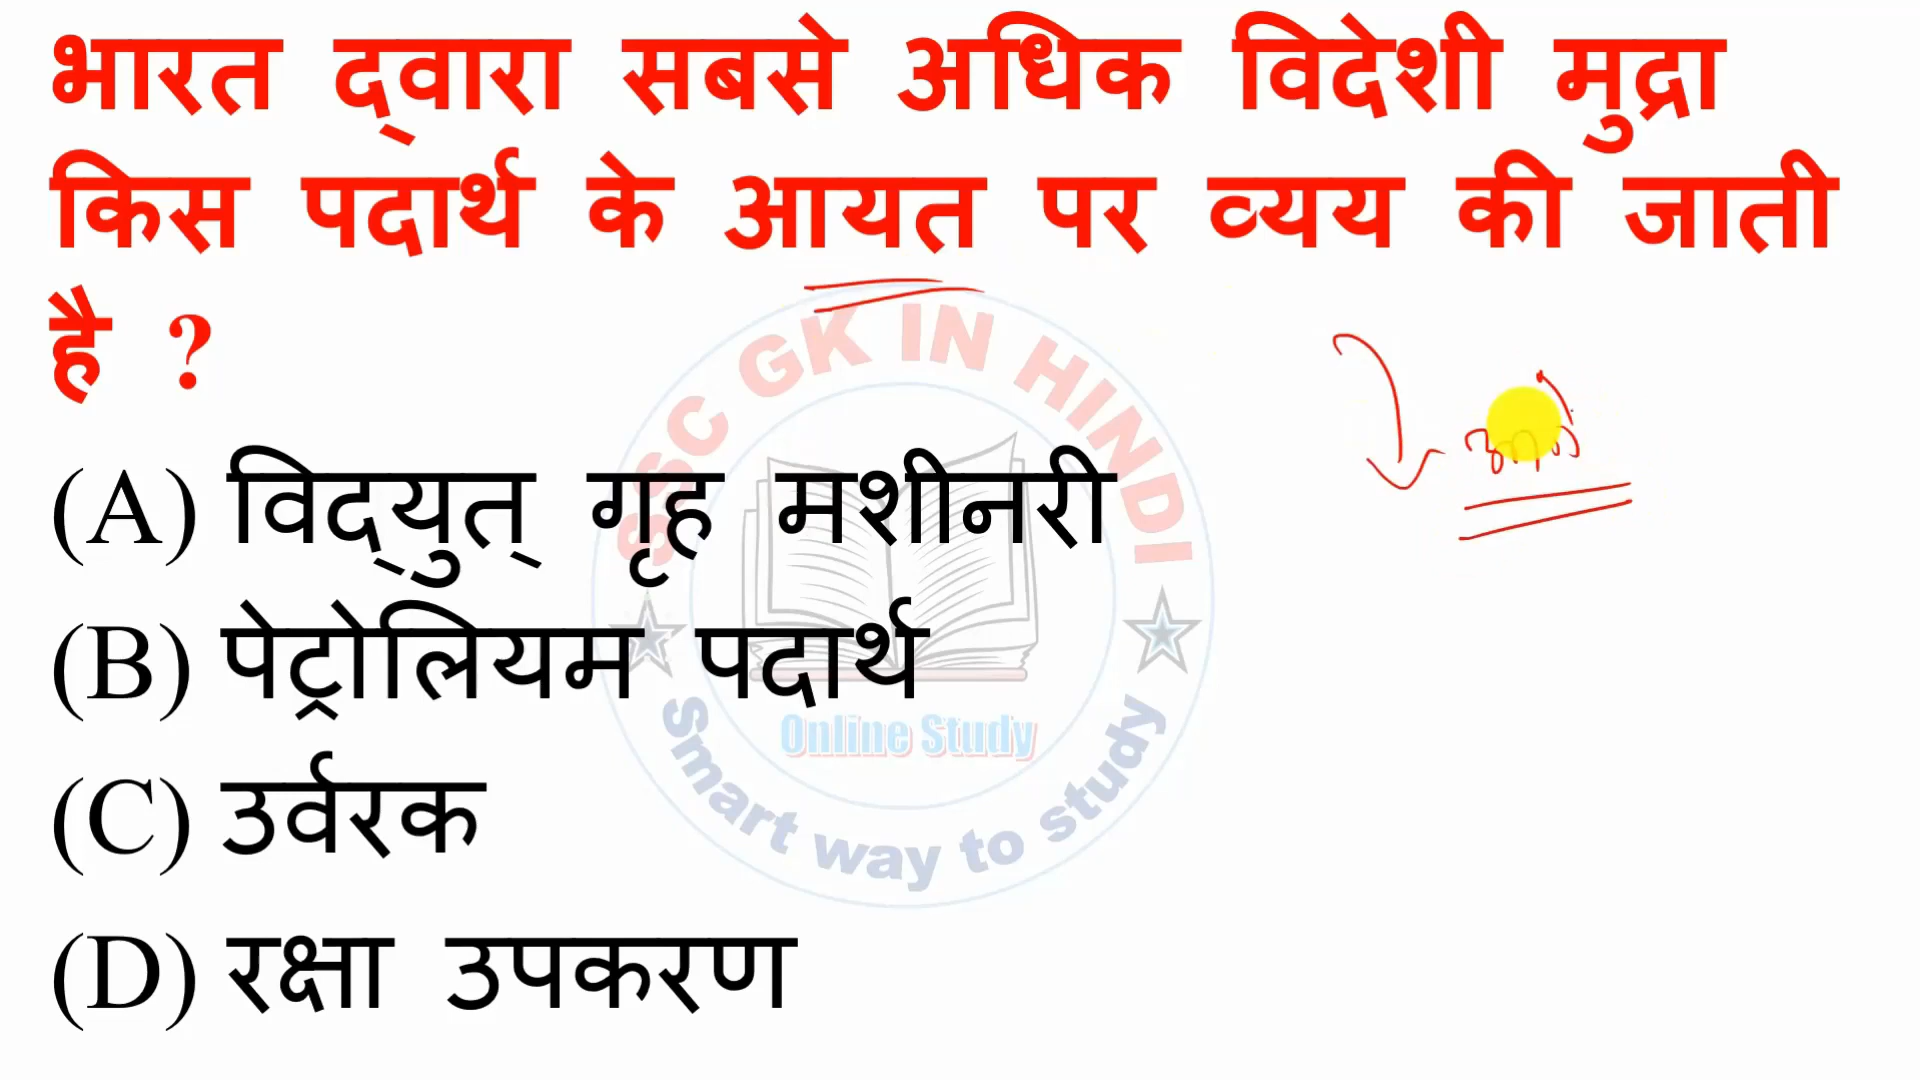 भारत द्वारा सबसे अधिक विदेशी मुद्रा
किस पदार्थ के आयत पर व्यय की जाती
है ?
(A) विद्युत् गृह मशीनरी
(B) पेट्रोलियम पदार्थ
(C) उर्वरक
(D) रक्षा उपकरण
SSC GK IN HINDI
Online Study
Smart way to study